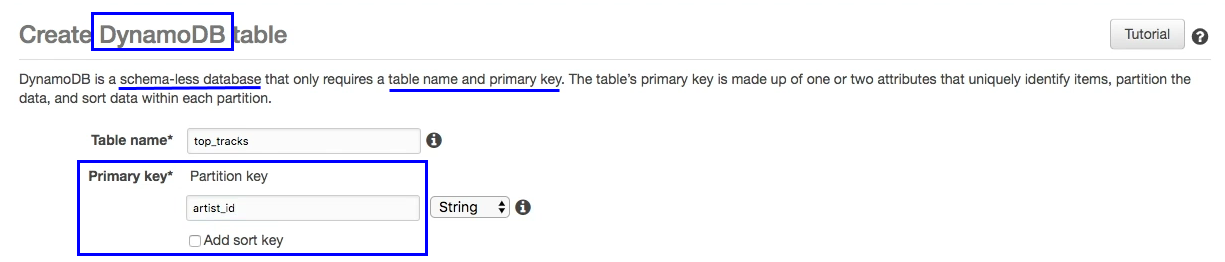 Create DynamoDB table
Tutorial
DynamoDB is a schema-less database that only requires a table name and primary key. The table's primary key is made up of one or two attributes that uniquely identify items, partition the
data, and sort data within each partition.
Table name* top_tracks
Primary key* Partition key
artist_id String
Add sort key